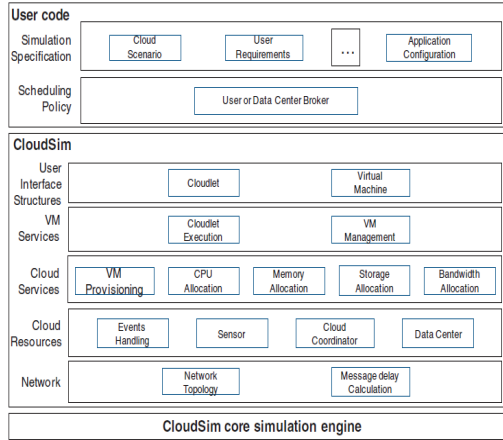 User code
Simulation
Specification
Cloud
Scenario
User
Requirements
...
Application
Configuration
Scheduling
Policy
User or Data Center Broker
CloudSim
User
Interface
Structures
Cloudlet
Virtual
Machine
VM
Services
Cloudlet
Execution
VM
Management
Cloud
Services
VM
Provisioning
CPU
Allocation
Memory
Allocation
Storage
Allocation
Bandwidth
Allocation
Cloud
Resources
Events
Handling
Sensor
Cloud
Coordinator
Data Center
Network
Network
Topology
Message delay
Calculation
CloudSim core simulation engine